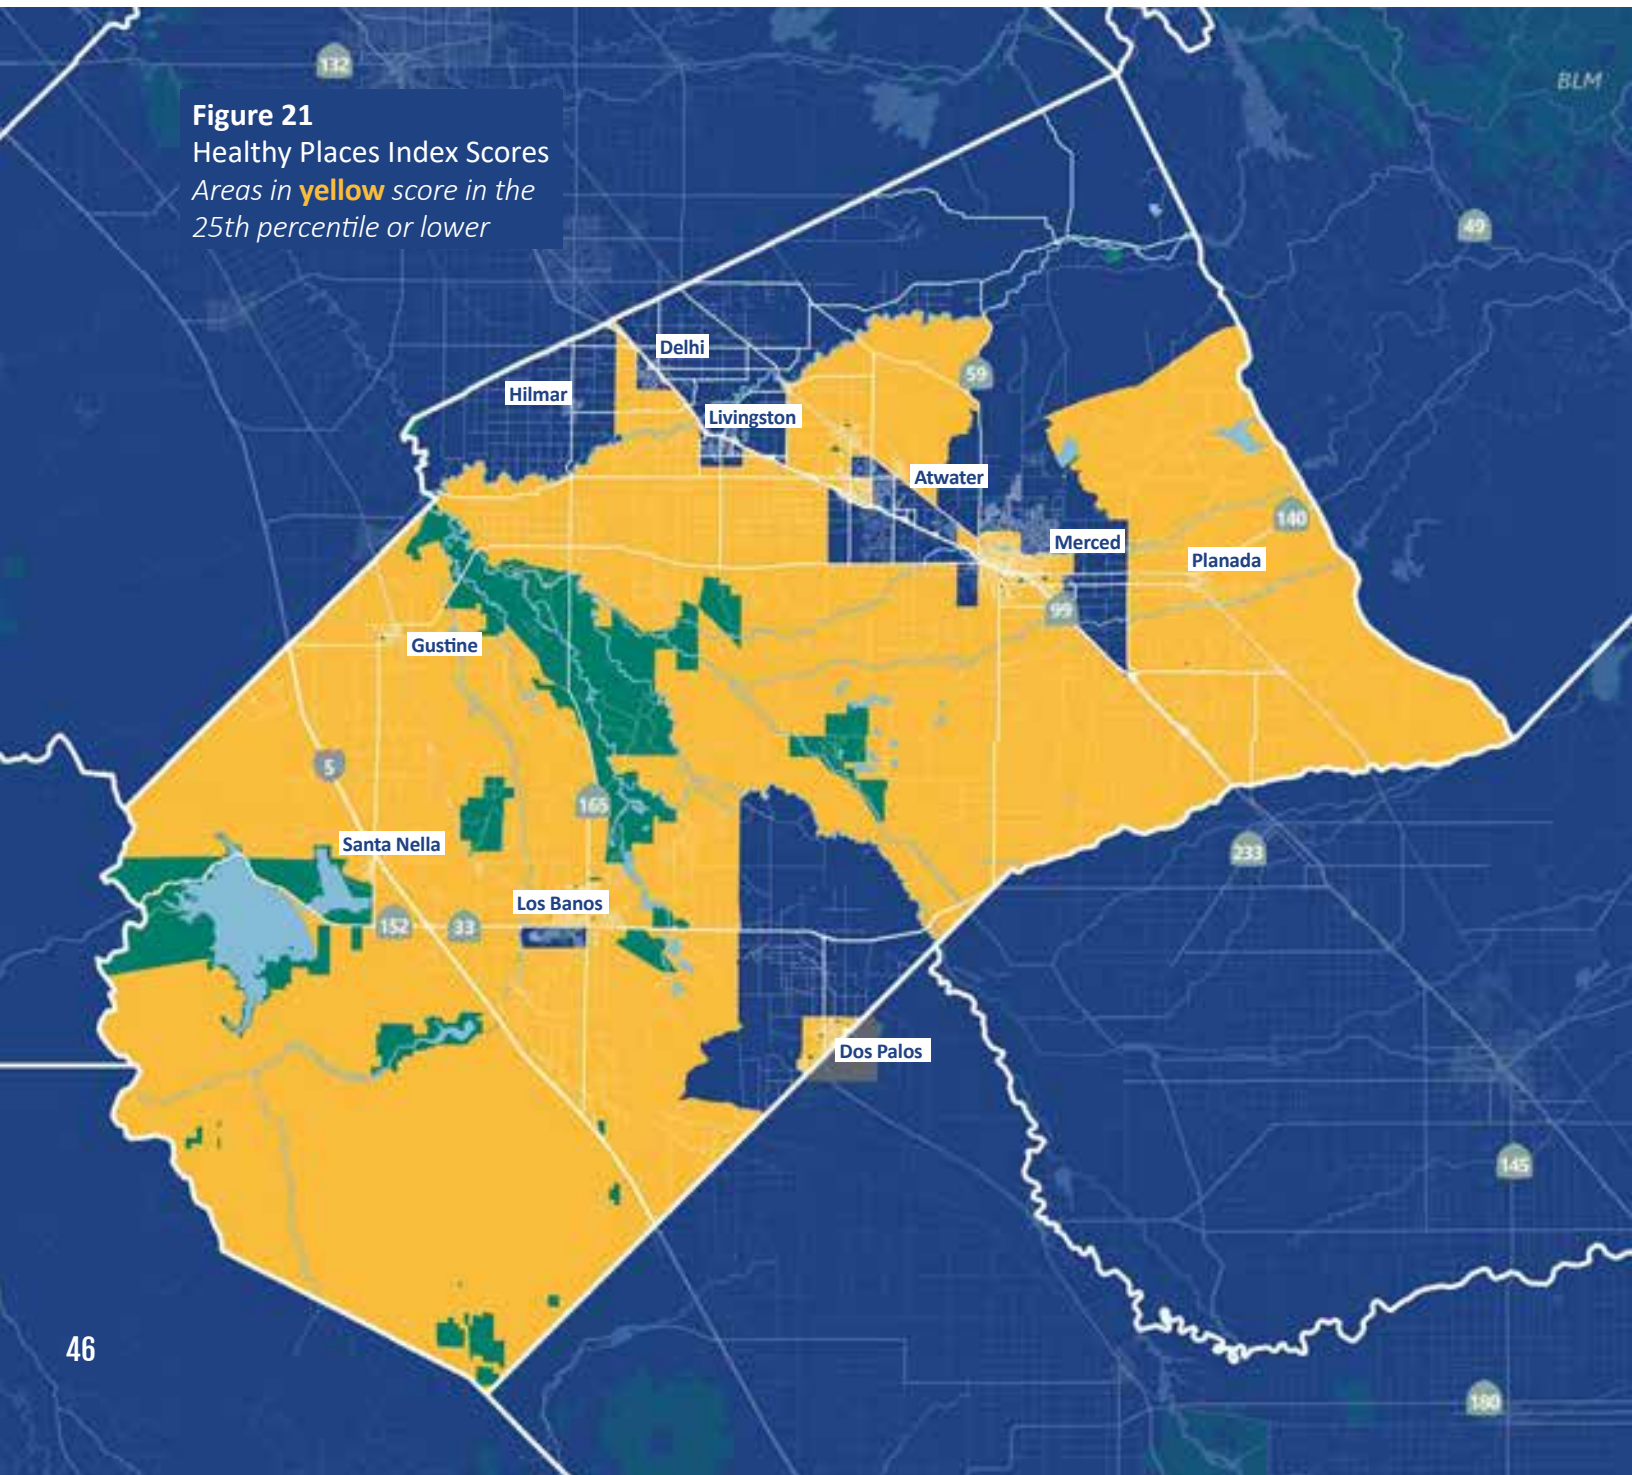 132
BLM
Figure 21
Healthy Places Index Scores
Areas in yellow score in the
25th percentile or lower
49
Delhi
59
Hilmar
Livingston
Atwater
140
Merced
Planada
99
Gustine
5
165
Santa Nella
233
Los Banos
152
33
Dos Palos
145
46
180